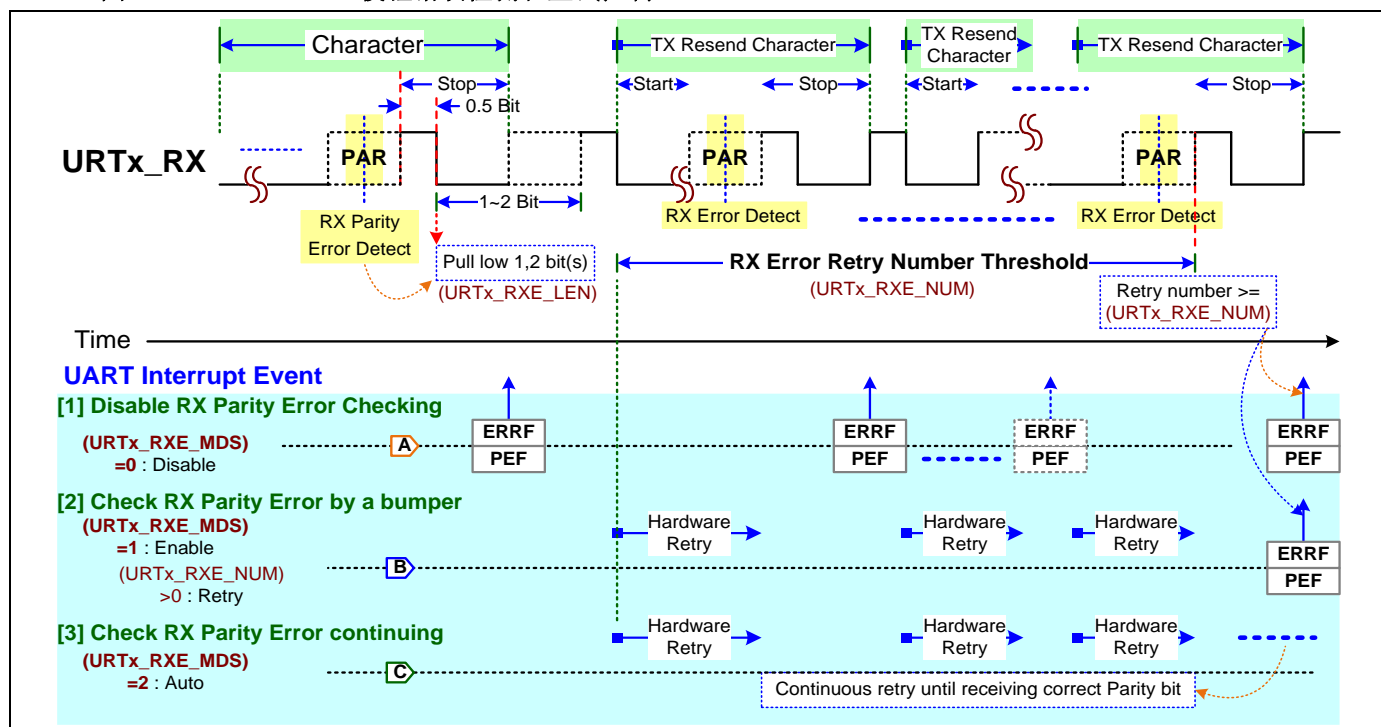 Character
TX Resend Character
TX Resend
Character
TX Resend Character
Stop
Start
Stop
Start
Stop
0.5 Bit
URTx_RX
PAR
PAR
PAR
1~2 Bit
RX Parity
Error Detect
RX Error Detect
RX Error Detect
Pull low 1,2 bit(s)
(URTx_RXE_LEN)
RX Error Retry Number Threshold
(URTx_RXE_NUM)
Retry number >=
(URTx_RXE_NUM)
Time
UART Interrupt Event
[1] Disable RX Parity Error Checking
(URTx_RXE_MDS)
=0 : Disable
A
ERRF
PEF
ERRF
PEF
ERRF
PEF
ERRF
PEF
[2] Check RX Parity Error by a bumper
(URTx_RXE_MDS)
=1 : Enable
(URTx_RXE_NUM)
>0 : Retry
B
Hardware
Retry
Hardware
Retry
Hardware
Retry
ERRF
PEF
[3] Check RX Parity Error continuing
(URTx_RXE_MDS)
=2 : Auto
C
Hardware
Retry
Hardware
Retry
Hardware
Retry
Continuous retry until receiving correct Parity bit